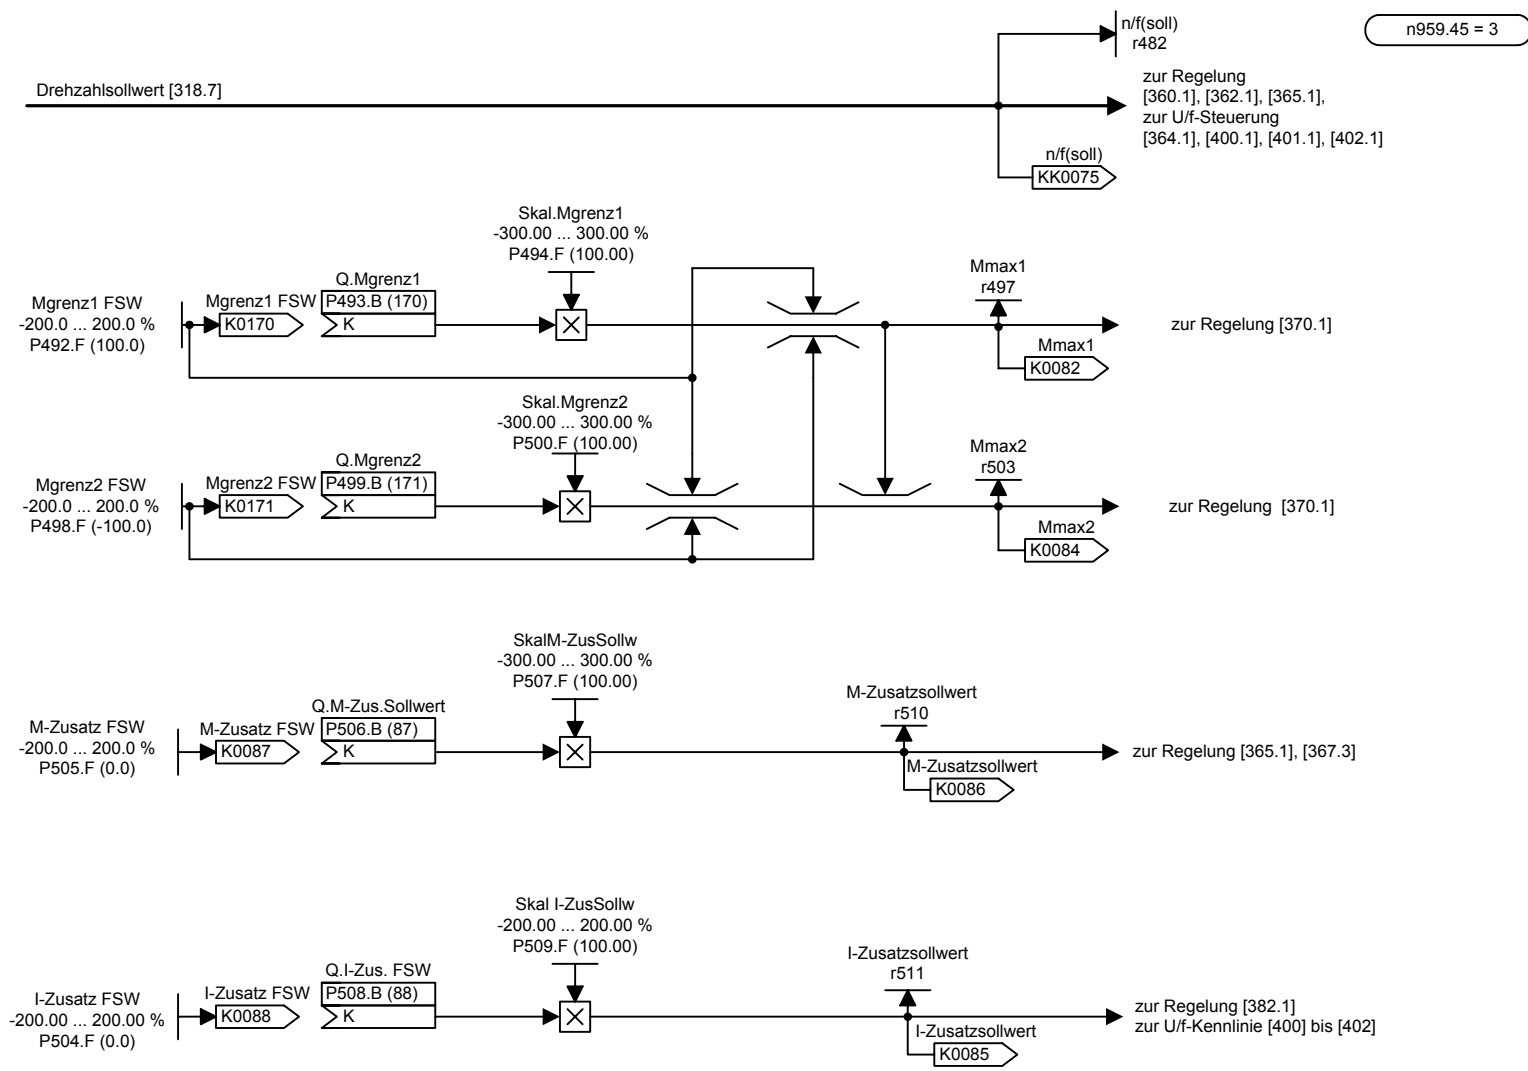 n/f(soll)
r482
n959.45 = 3
Drehzahlsollwert [318.7]
zur Regelung
[360.1], [362.1], [365.1],
zur U/f-Steuerung
[364.1], [400.1], [401.1], [402.1]
n/f(soll)
KK0075
Skal.Mgrenz1
-300.00 ... 300.00 %
P494.F (100.00)
Mgrenz1 FSW
-200.0 ... 200.0 %
P492.F (100.0)
Mgrenz1 FSW
K0170
Q.Mgrenz1
P493.B (170)
K
Mmax1
r497
zur Regelung [370.1]
Mmax1
K0082
Skal.Mgrenz2
-300.00 ... 300.00 %
P500.F (100.00)
Mgrenz2 FSW
-200.0 ... 200.0 %
P498.F (-100.0)
Mgrenz2 FSW
K0171
Q.Mgrenz2
P499.B (171)
K
Mmax2
r503
zur Regelung [370.1]
Mmax2
K0084
SkalM-ZusSollw
-300.00 ... 300.00 %
P507.F (100.00)
M-Zusatz FSW
-200.0 ... 200.0 %
P505.F (0.0)
M-Zusatz FSW
K0087
Q.M-Zus.Sollwert
P506.B (87)
K
M-Zusatzsollwert
r510
zur Regelung [365.1], [367.3]
M-Zusatzsollwert
K0086
Skal I-ZusSollw
-200.00 ... 200.00 %
P509.F (100.00)
I-Zusatz FSW
-200.00 ... 200.00 %
P504.F (0.0)
I-Zusatz FSW
K0088
Q.I-Zus. FSW
P508.B (88)
K
I-Zusatzsollwert
r511
zur Regelung [382.1]
zur U/f-Kennlinie [400] bis [402]
I-Zusatzsollwert
K0085